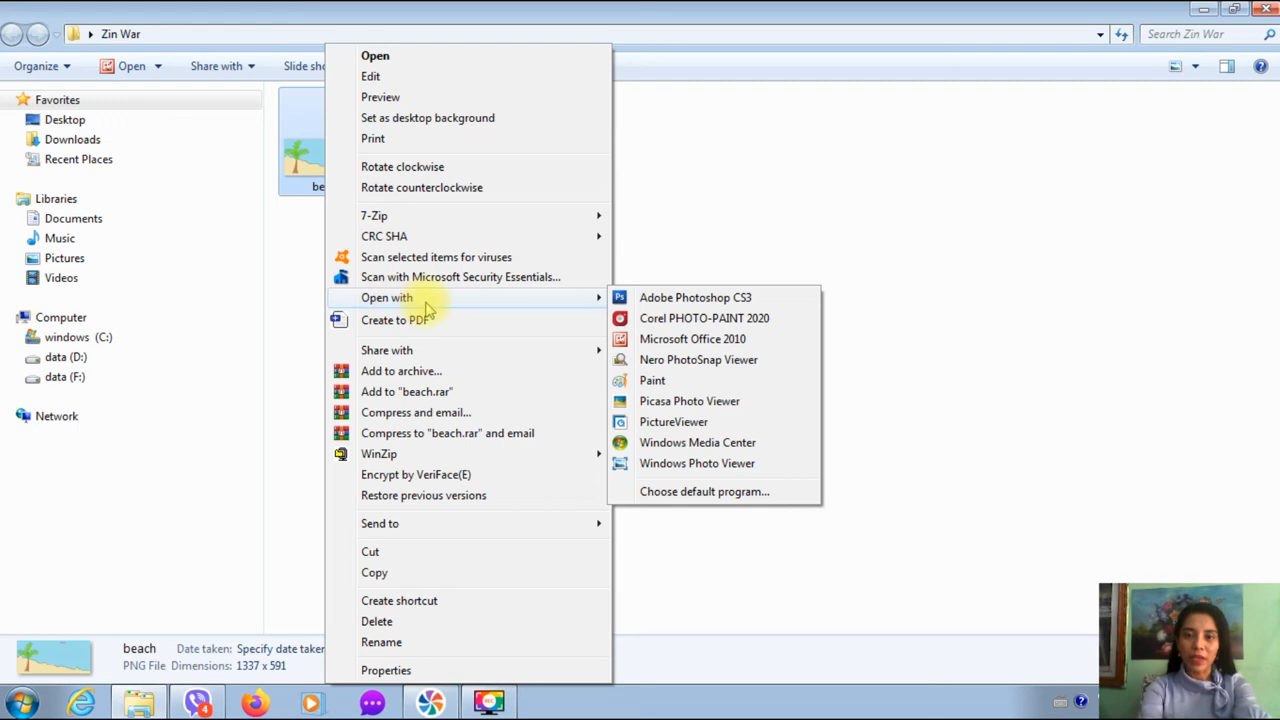 Zin War
Search Zin War
Organize
Open
Share with
Slide sho
Favorites
Desktop
Downloads
Recent Places
Libraries
Documents
Music
Pictures
Videos
Computer
windows (C:)
data (D:)
data (F:)
Network
be
Open
Edit
Preview
Set as desktop background
Print
Rotate clockwise
Rotate counterclockwise
7-Zip
CRC SHA
Scan selected items for viruses
Scan with Microsoft Security Essentials...
Open with
Create to PDF
Share with
Add to archive...
Add to "beach.rar"
Compress and email...
Compress to "beach.rar" and email
WinZip
Encrypt by VeriFace(E)
Restore previous versions
Send to
Cut
Copy
Create shortcut
Delete
Rename
Properties
Adobe Photoshop CS3
Corel PHOTO-PAINT 2020
Microsoft Office 2010
Nero PhotoSnap Viewer
Paint
Picasa Photo Viewer
PictureViewer
Windows Media Center
Windows Photo Viewer
Choose default program...
beach Date taken: Specify date taken
PNG File Dimensions: 1337 x 591
4
REC